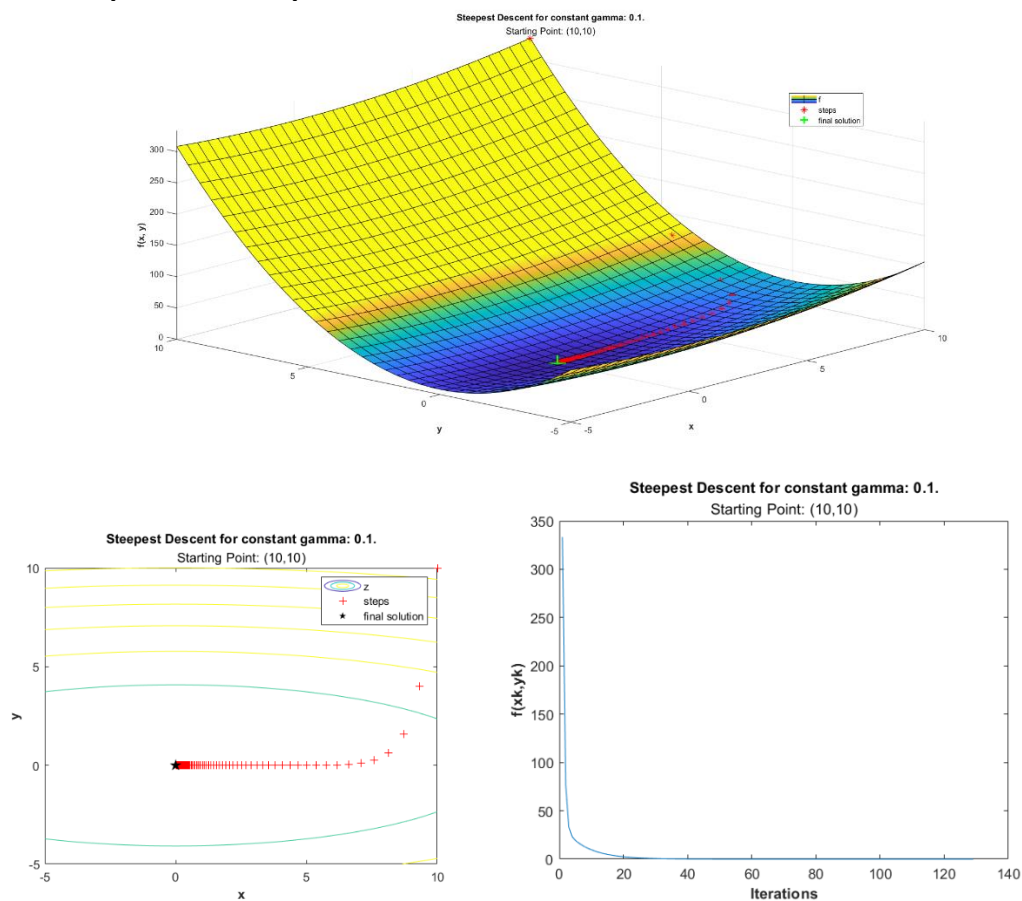 Steepest Descent for constant gamma: 0.1.
Starting Point: (10,10)
f
steps
final solution
f(x, y)
300
250
200
150
100
50
0
10
5
0
-5
y
-5
0
5
10
x
Steepest Descent for constant gamma: 0.1.
Starting Point: (10,10)
z
steps
final solution
10
5
0
-5
y
-5
0
5
10
x
Steepest Descent for constant gamma: 0.1.
Starting Point: (10,10)
350
300
250
200
150
100
50
0
f(xk,yk)
0
20
40
60
80
100
120
140
Iterations